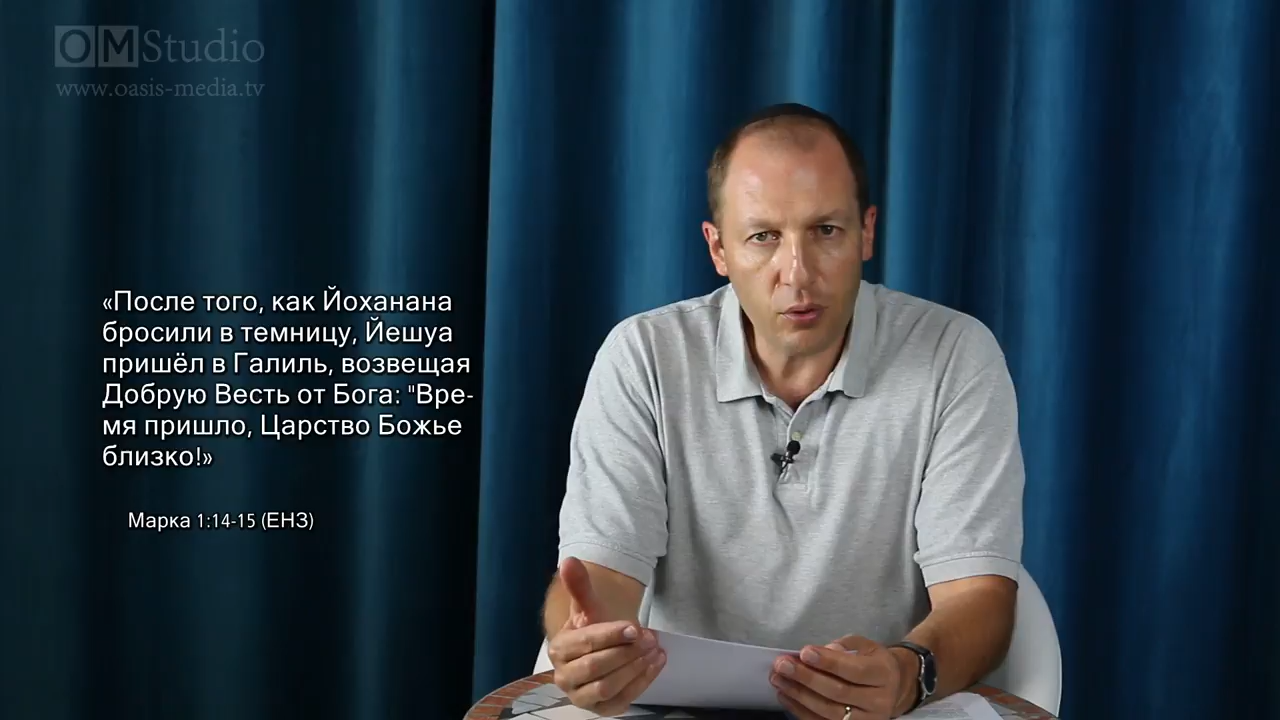 OMStudio
www.oasis-media.tv
«После того, как Йоханана
бросили в темницу, Йешуа
пришёл в Галиль, возвещая
Добрую Весть от Бога: "Вре-
мя пришло, Царство Божье
близко!»
Марка 1:14-15 (ЕНЗ)